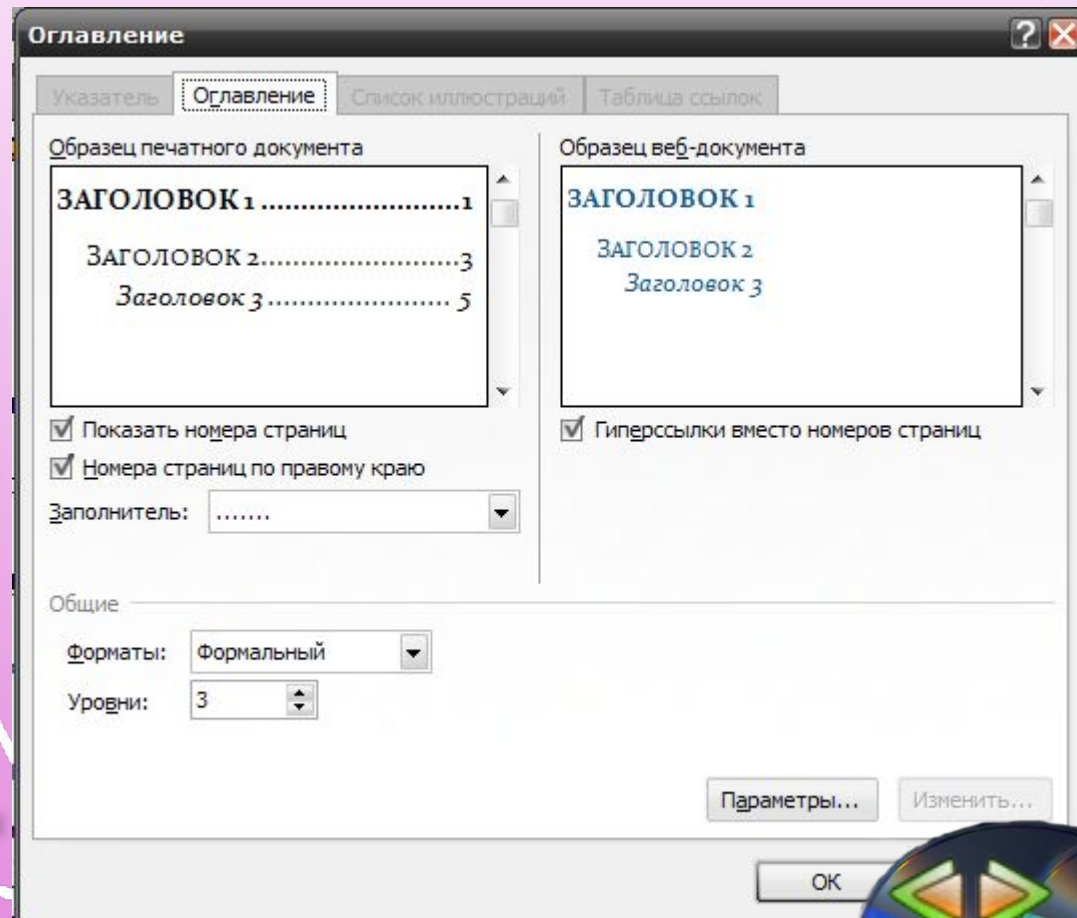 Оглавление
Указатель Оглавление Список иллюстраций Таблица ссылок
Образец печатного документа
ЗАГОЛОВОК 1 ........................ 1
ЗАГОЛОВОК 2 ........................ 3
Заголовок 3 ........................ 5
Показать номера страниц
Номера страниц по правому краю
Заполнитель: .......
Образец веб-документа
ЗАГОЛОВОК 1
ЗАГОЛОВОК 2
Заголовок 3
Гиперссылки вместо номеров страниц
Общие
Форматы: Формальный
Уровни: 3
Параметры... Изменить...
ОК